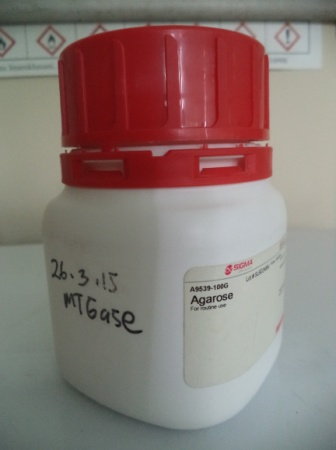 26.3.15
MTGase
SIGMA
A9539-100G
Agarose
For routine use